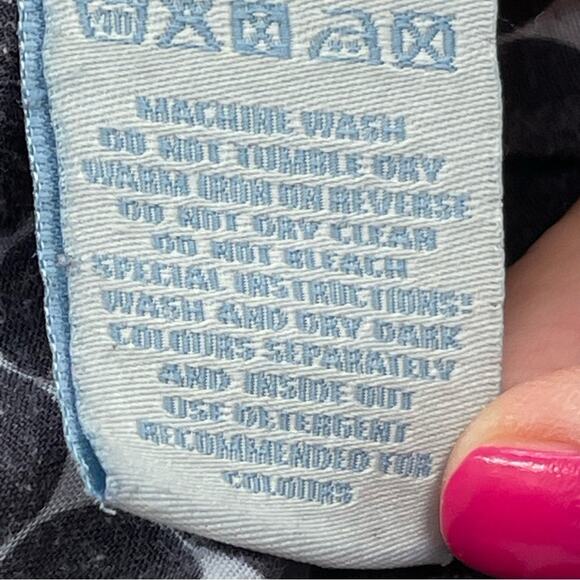 40
MACHINE WASH
DO NOT TUMBLE DRY
WARM IRON ON REVERSE
DO NOT DRY CLEAN
DO NOT BLEACH
SPECIAL INSTRUCTIONS:
WASH AND DRY DARK
COLOURS SEPARATELY
AND INSIDE OUT
USE DETERGENT
RECOMMENDED FOR
COLOURS